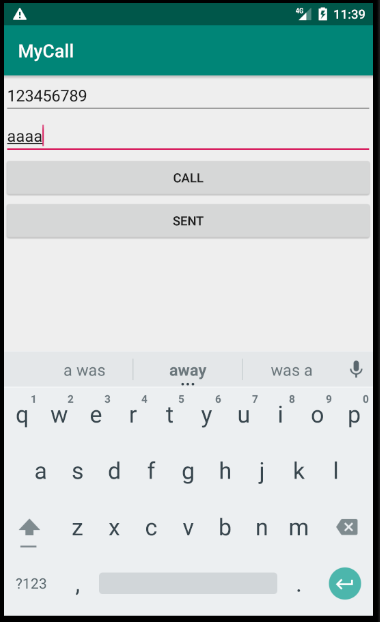 4G 11:39
MyCall
123456789
aaaa
CALL
SENT
a was away was a
1 2 3 4 5 6 7 8 9 0
q w e r t y u i o p
a s d f g h j k l
z x c v b n m
?123 , .